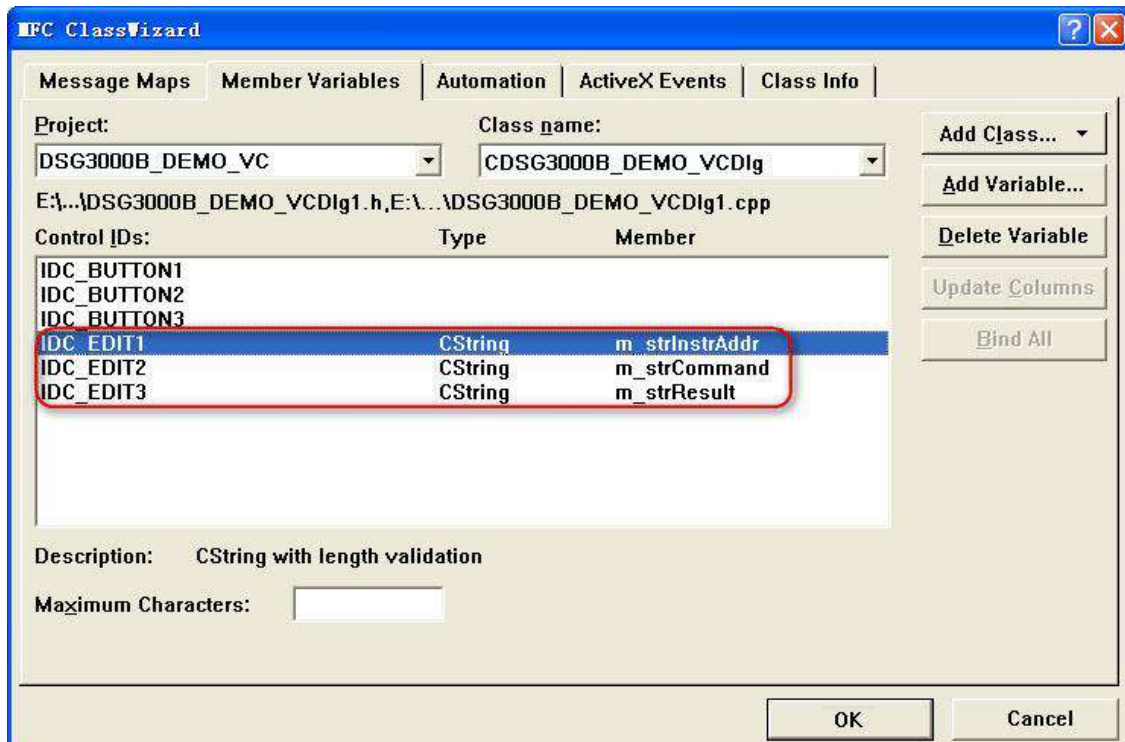 MFC ClassWizard
Message Maps Member Variables Automation ActiveX Events Class Info
Project: Class name:
Add Class...
DSG3000B_DEMO_VC CDSG3000B_DEMO_VCDlg
Add Variable...
E:\...\DSG3000B_DEMO_VCDlg1.h,E:\...\DSG3000B_DEMO_VCDlg1.cpp
Control IDs: Type Member Delete Variable
IDC_BUTTON1
IDC_BUTTON2 Update Columns
IDC_BUTTON3
IDC_EDIT1 CString m_strInstrAddr Bind All
IDC_EDIT2 CString m_strCommand
IDC_EDIT3 CString m_strResult
Description: CString with length validation
Maximum Characters:
OK Cancel